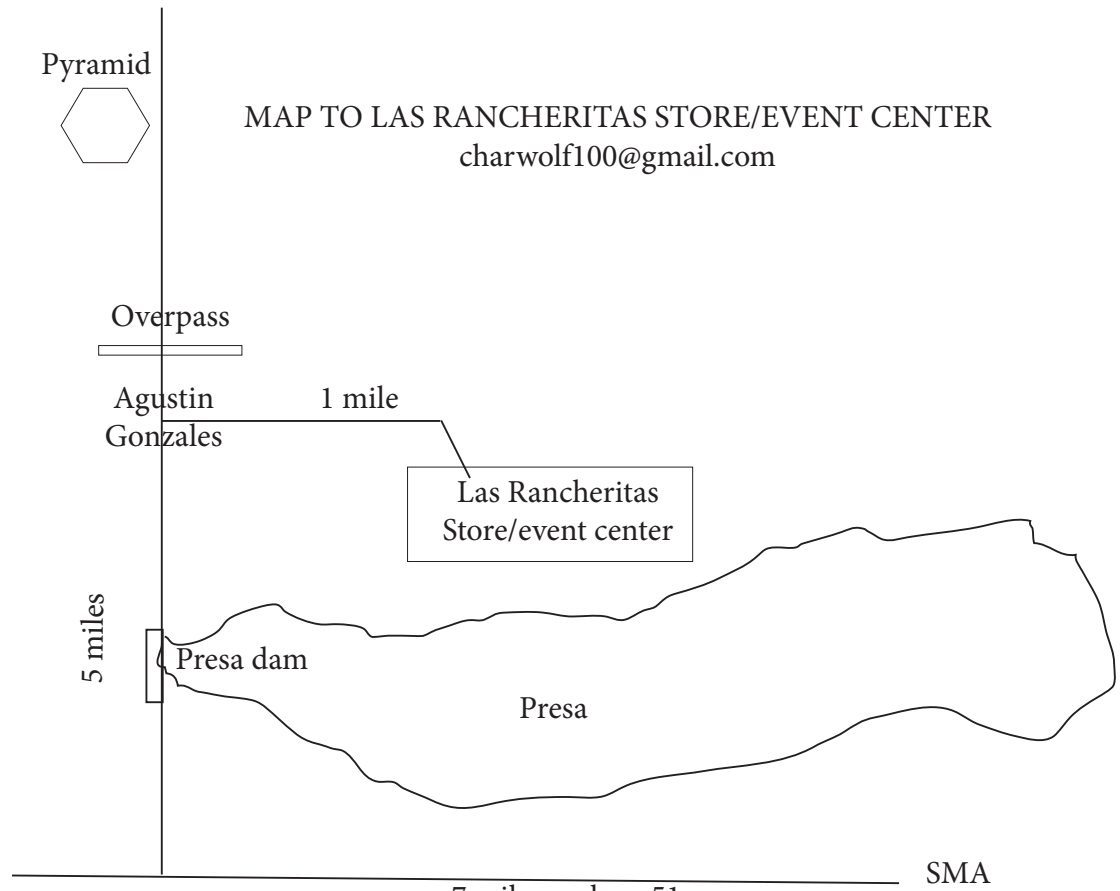 Pyramid
MAP TO LAS RANCHERITAS STORE/EVENT CENTER
charwolf100@gmail.com
Overpass
Agustin
Gonzales
1 mile
Las Rancheritas
Store/event center
5 miles
Presa dam
Presa
SMA